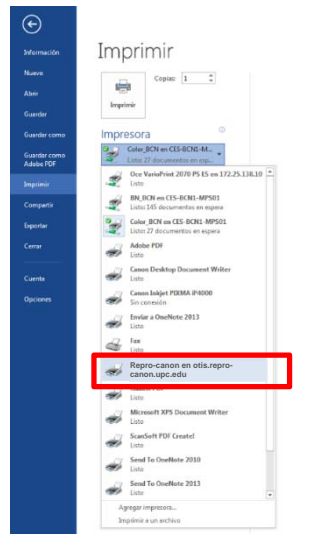 Información
Nuevo
Abrir
Guardar
Guardar como
Guardar como
Adobe PDF
Imprimir
Compartir
Exportar
Cerrar
Cuenta
Opciones
Imprimir
Copias: 1
Imprimir
Impresora
Color_BCN en CES-BCN1-M...
Listo: 27 documentos en esp...
Oce VarioPrint 2070 PS ES en 172.25.138.10
Listo
BN_BCN en CES-BCN1-MPS01
Listo: 145 documentos en espera
Color_BCN en CES-BCN1-MPS01
Listo: 27 documentos en espera
Adobe PDF
Listo
Canon Desktop Document Writer
Listo
Canon Inkjet PIXMA iP4000
Sin conexión
Enviar a OneNote 2013
Listo
Fax
Listo
Repro-canon en otis.repro-
canon.upc.edu
Listo
Microsoft XPS Document Writer
Listo
ScanSoft PDF Create!
Listo
Send To OneNote 2010
Listo
Send To OneNote 2013
Listo
Agregar impresora...
Imprimir a un archivo